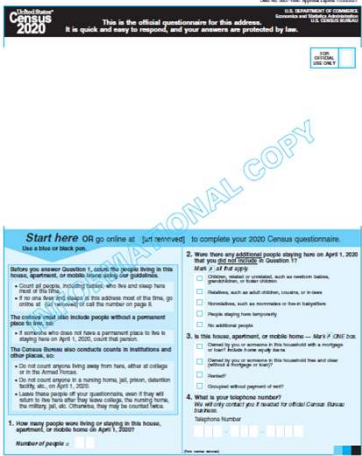 United States®
Census
2020
This is the official questionnaire for this address.
It is quick and easy to respond, and your answers are protected by law.
U.S. DEPARTMENT OF COMMERCE
Economics and Statistics Administration
U.S. CENSUS BUREAU
FOR
OFFICIAL
USE ONLY
INFORMATIONAL COPY
Start here OR go online at [url removed] to complete your 2020 Census questionnaire.
Use a blue or black pen.
Before you answer Question 1, count the people living in this
house, apartment, or mobile home using our guidelines.
• Count all people, including babies, who live and sleep here
most of the time.
• If no one lives and sleeps at this address most of the time, go
online at [url removed] or call the number on page 8.
The census must also include people without a permanent
place to live, so:
• If someone who does not have a permanent place to live is
staying here on April 1, 2020, count that person.
The Census Bureau also conducts counts in institutions and
other places, so:
• Do not count anyone living away from here, either at college
or in the Armed Forces.
• Do not count anyone in a nursing home, jail, prison, detention
facility, etc., on April 1, 2020.
• Leave these people off your questionnaire, even if they will
return to live here after they leave college, the nursing home,
the military, jail, etc. Otherwise, they may be counted twice.
1. How many people were living or staying in this house,
apartment, or mobile home on April 1, 2020?
Number of people =
2. Were there any additional people staying here on April 1, 2020
that you did not include in Question 1?
Mark ✗ all that apply.
Children, related or unrelated, such as newborn babies,
grandchildren, or foster children
Relatives, such as adult children, cousins, or in-laws
Nonrelatives, such as roommates or live-in babysitters
People staying here temporarily
No additional people
3. Is this house, apartment, or mobile home — Mark ✗ ONE box.
Owned by you or someone in this household with a mortgage
or loan? Include home equity loans.
Owned by you or someone in this household free and clear
(without a mortgage or loan)?
Rented?
Occupied without payment of rent?
4. What is your telephone number?
We will only contact you if needed for official Census Bureau
business.
Telephone Number